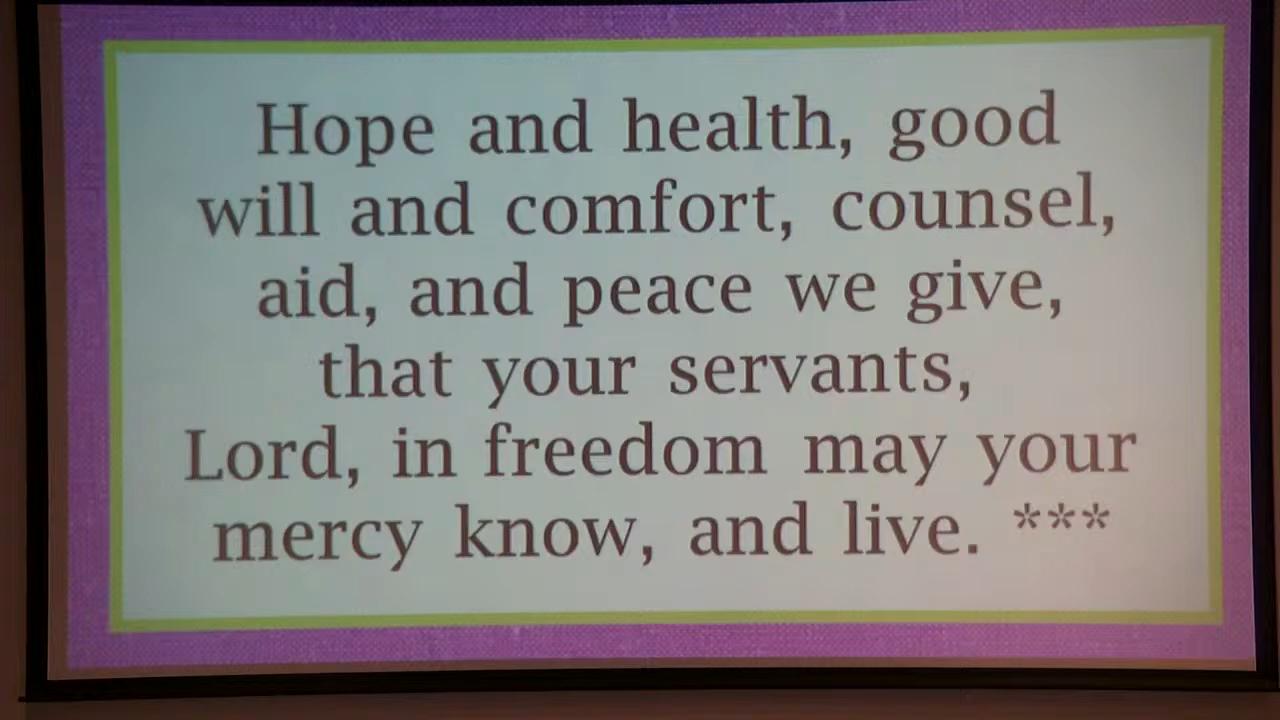 Hope and health, good
will and comfort, counsel,
aid, and peace we give,
that your servants,
Lord, in freedom may your
mercy know, and live. ***